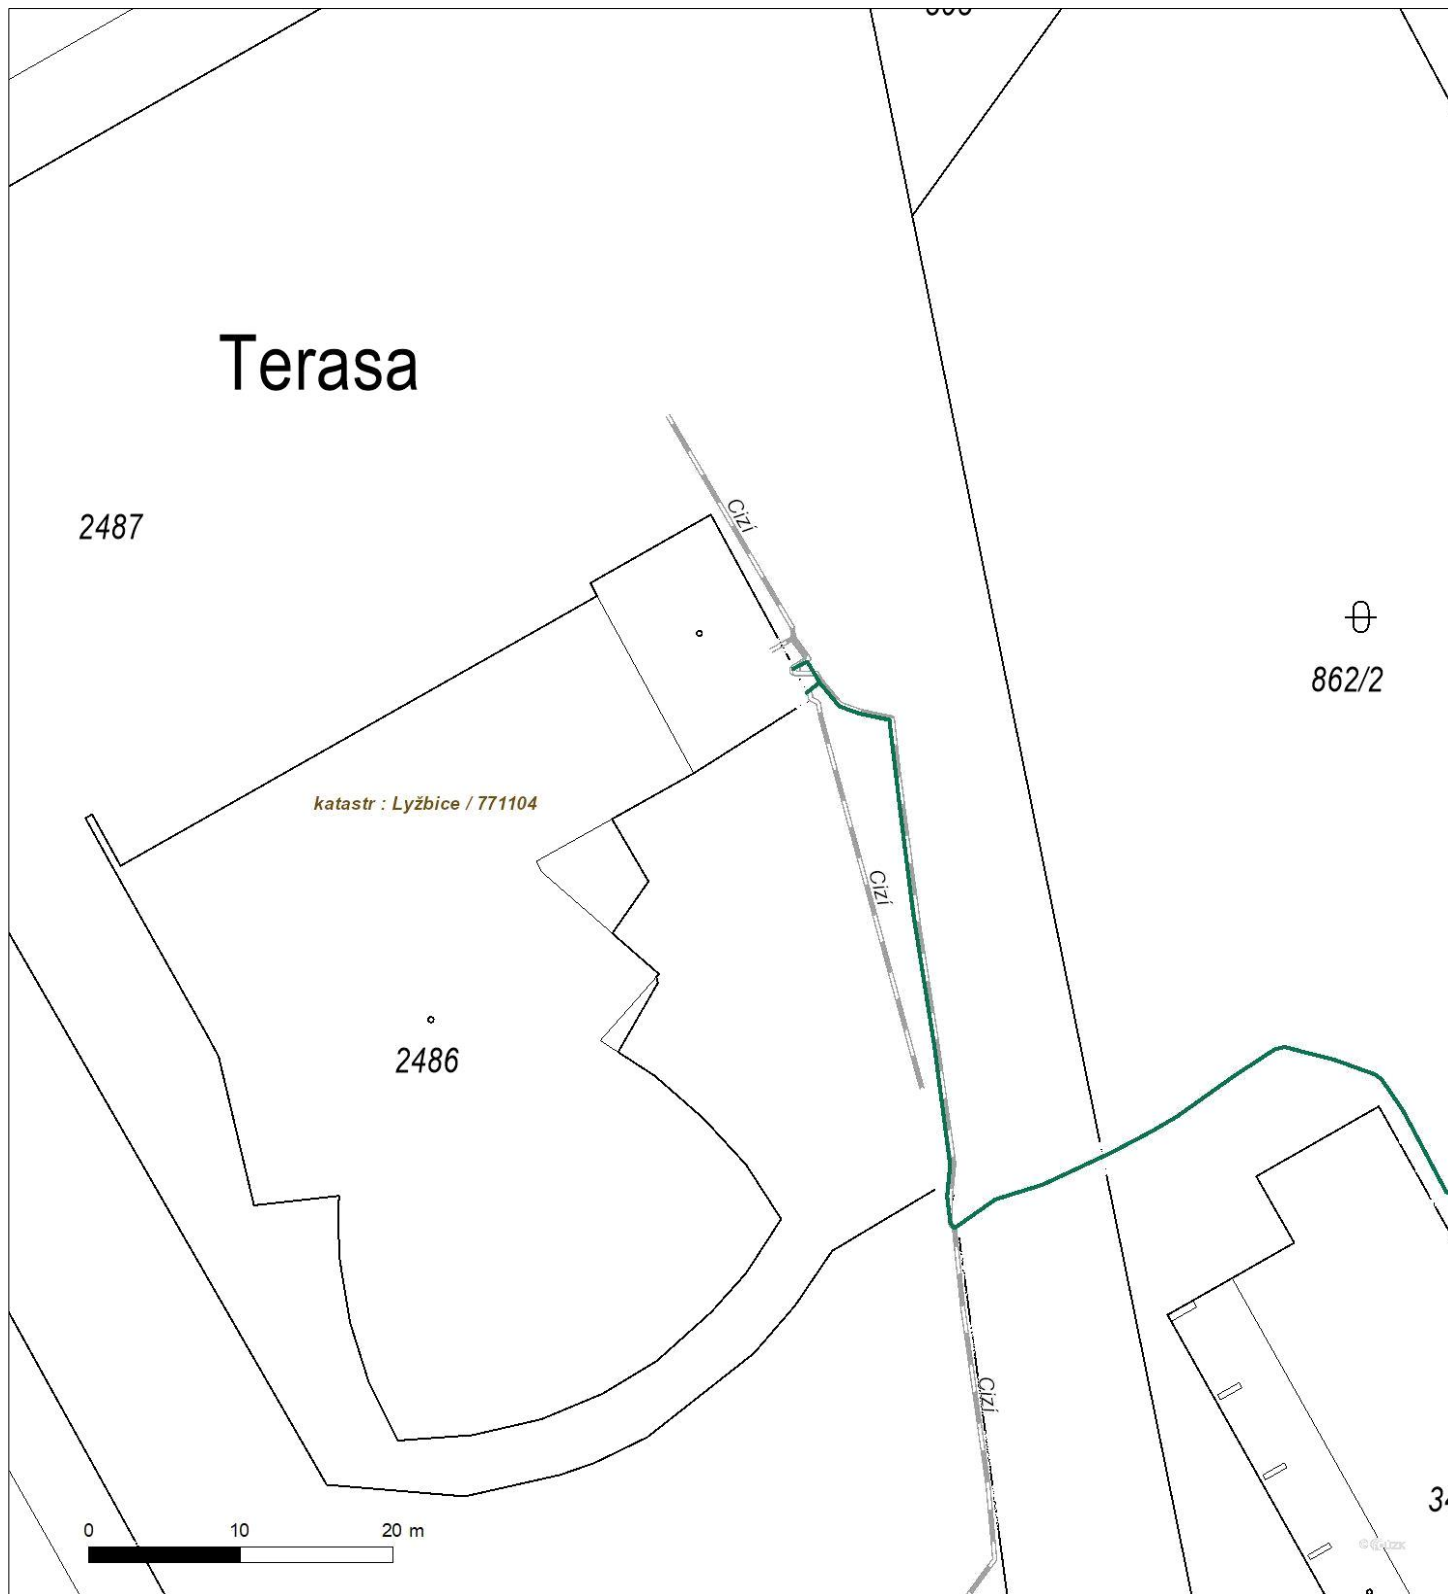 Terasa
Cizí
2487
862/2
katastr : Lyžbice / 771104
Cizí
2486
Cizí
0 10 20 m